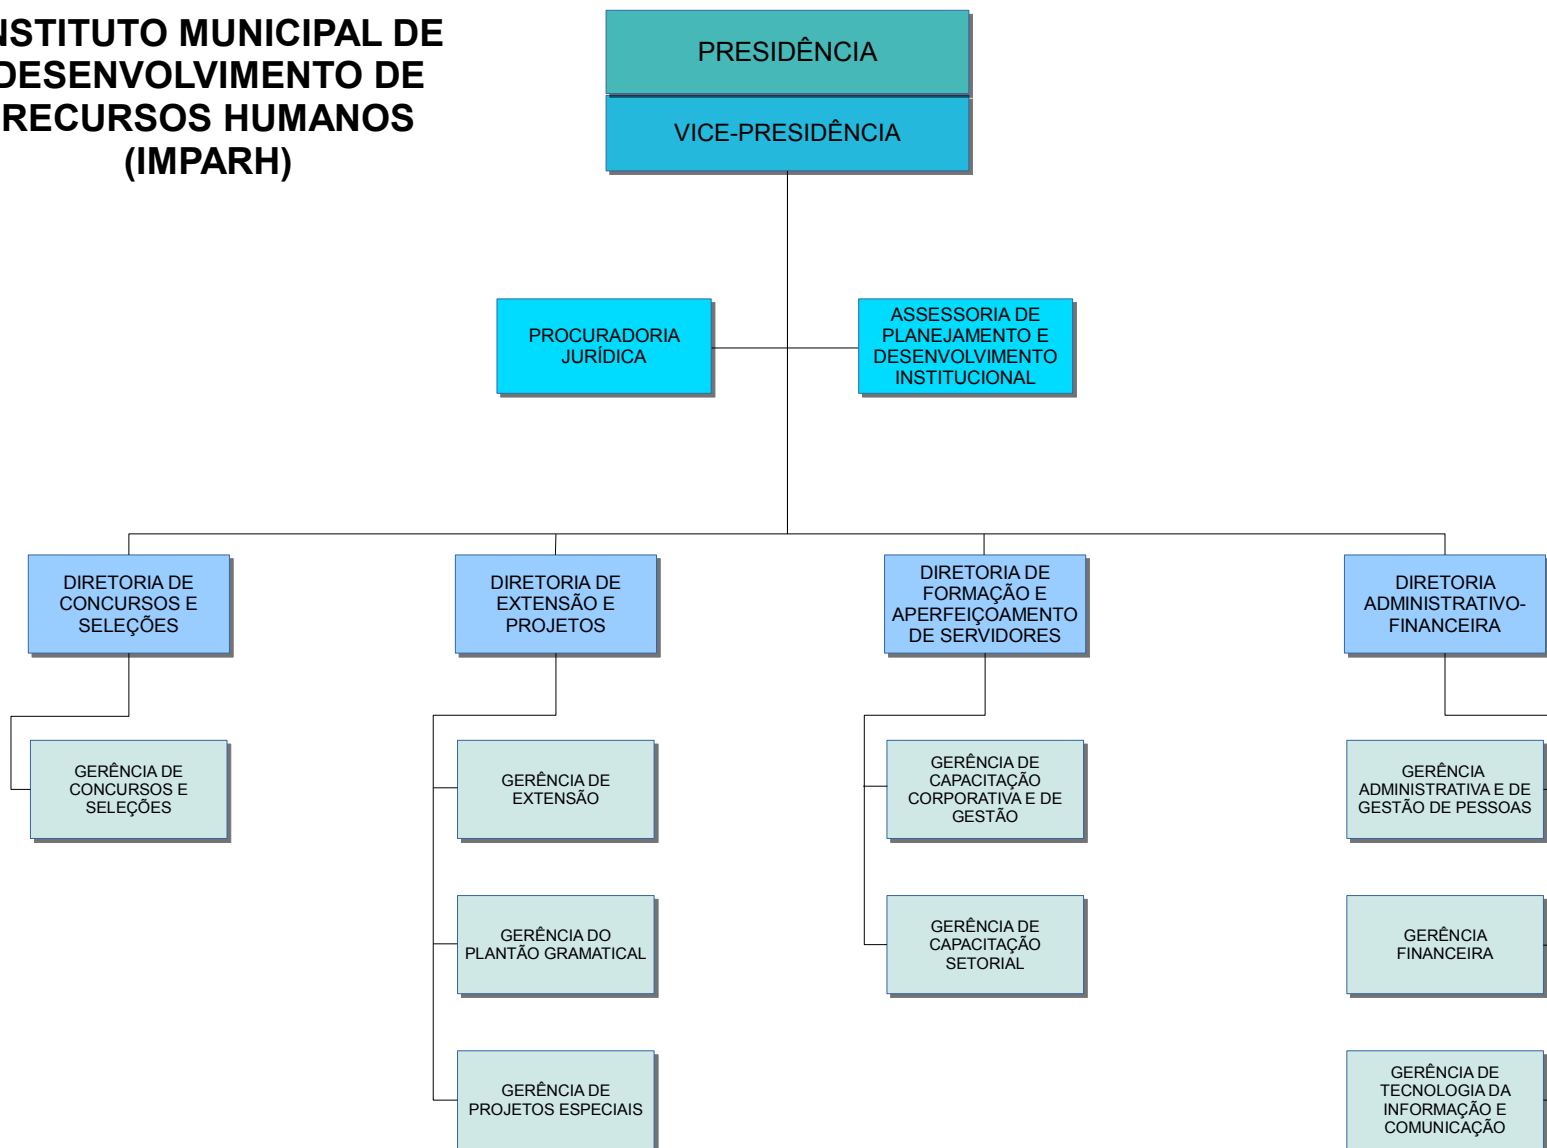 NSTITUTO MUNICIPAL DE
DESENVOLVIMENTO DE
RECURSOS HUMANOS
(IMPARH)
PRESIDÊNCIA
VICE-PRESIDÊNCIA
PROCURADORIA
JURÍDICA
ASSESSORIA DE
PLANEJAMENTO E
DESENVOLVIMENTO
INSTITUCIONAL
DIRETORIA DE
CONCURSOS E
SELEÇÕES
DIRETORIA DE
EXTENSÃO E
PROJETOS
DIRETORIA DE
FORMAÇÃO E
APERFEIÇOAMENTO
DE SERVIDORES
DIRETORIA
ADMINISTRATIVO-
FINANCEIRA
GERÊNCIA DE
CONCURSOS E
SELEÇÕES
GERÊNCIA DE
EXTENSÃO
GERÊNCIA DE
CAPACITAÇÃO
CORPORATIVA E DE
GESTÃO
GERÊNCIA
ADMINISTRATIVA E DE
GESTÃO DE PESSOAS
GERÊNCIA DO
PLANTÃO GRAMATICAL
GERÊNCIA DE
CAPACITAÇÃO
SETORIAL
GERÊNCIA
FINANCEIRA
GERÊNCIA DE
PROJETOS ESPECIAIS
GERÊNCIA DE
TECNOLOGIA DA
INFORMAÇÃO E
COMUNICAÇÃO